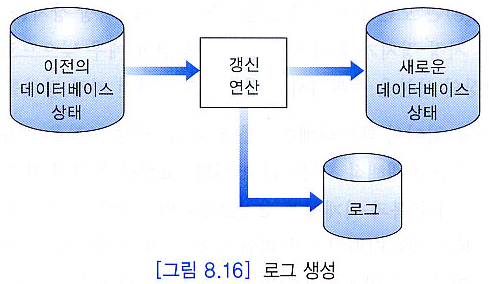 이전의
데이터베이스
상태
갱신
연산
새로운
데이터베이스
상태
로그
[그림 8.16] 로그 생성